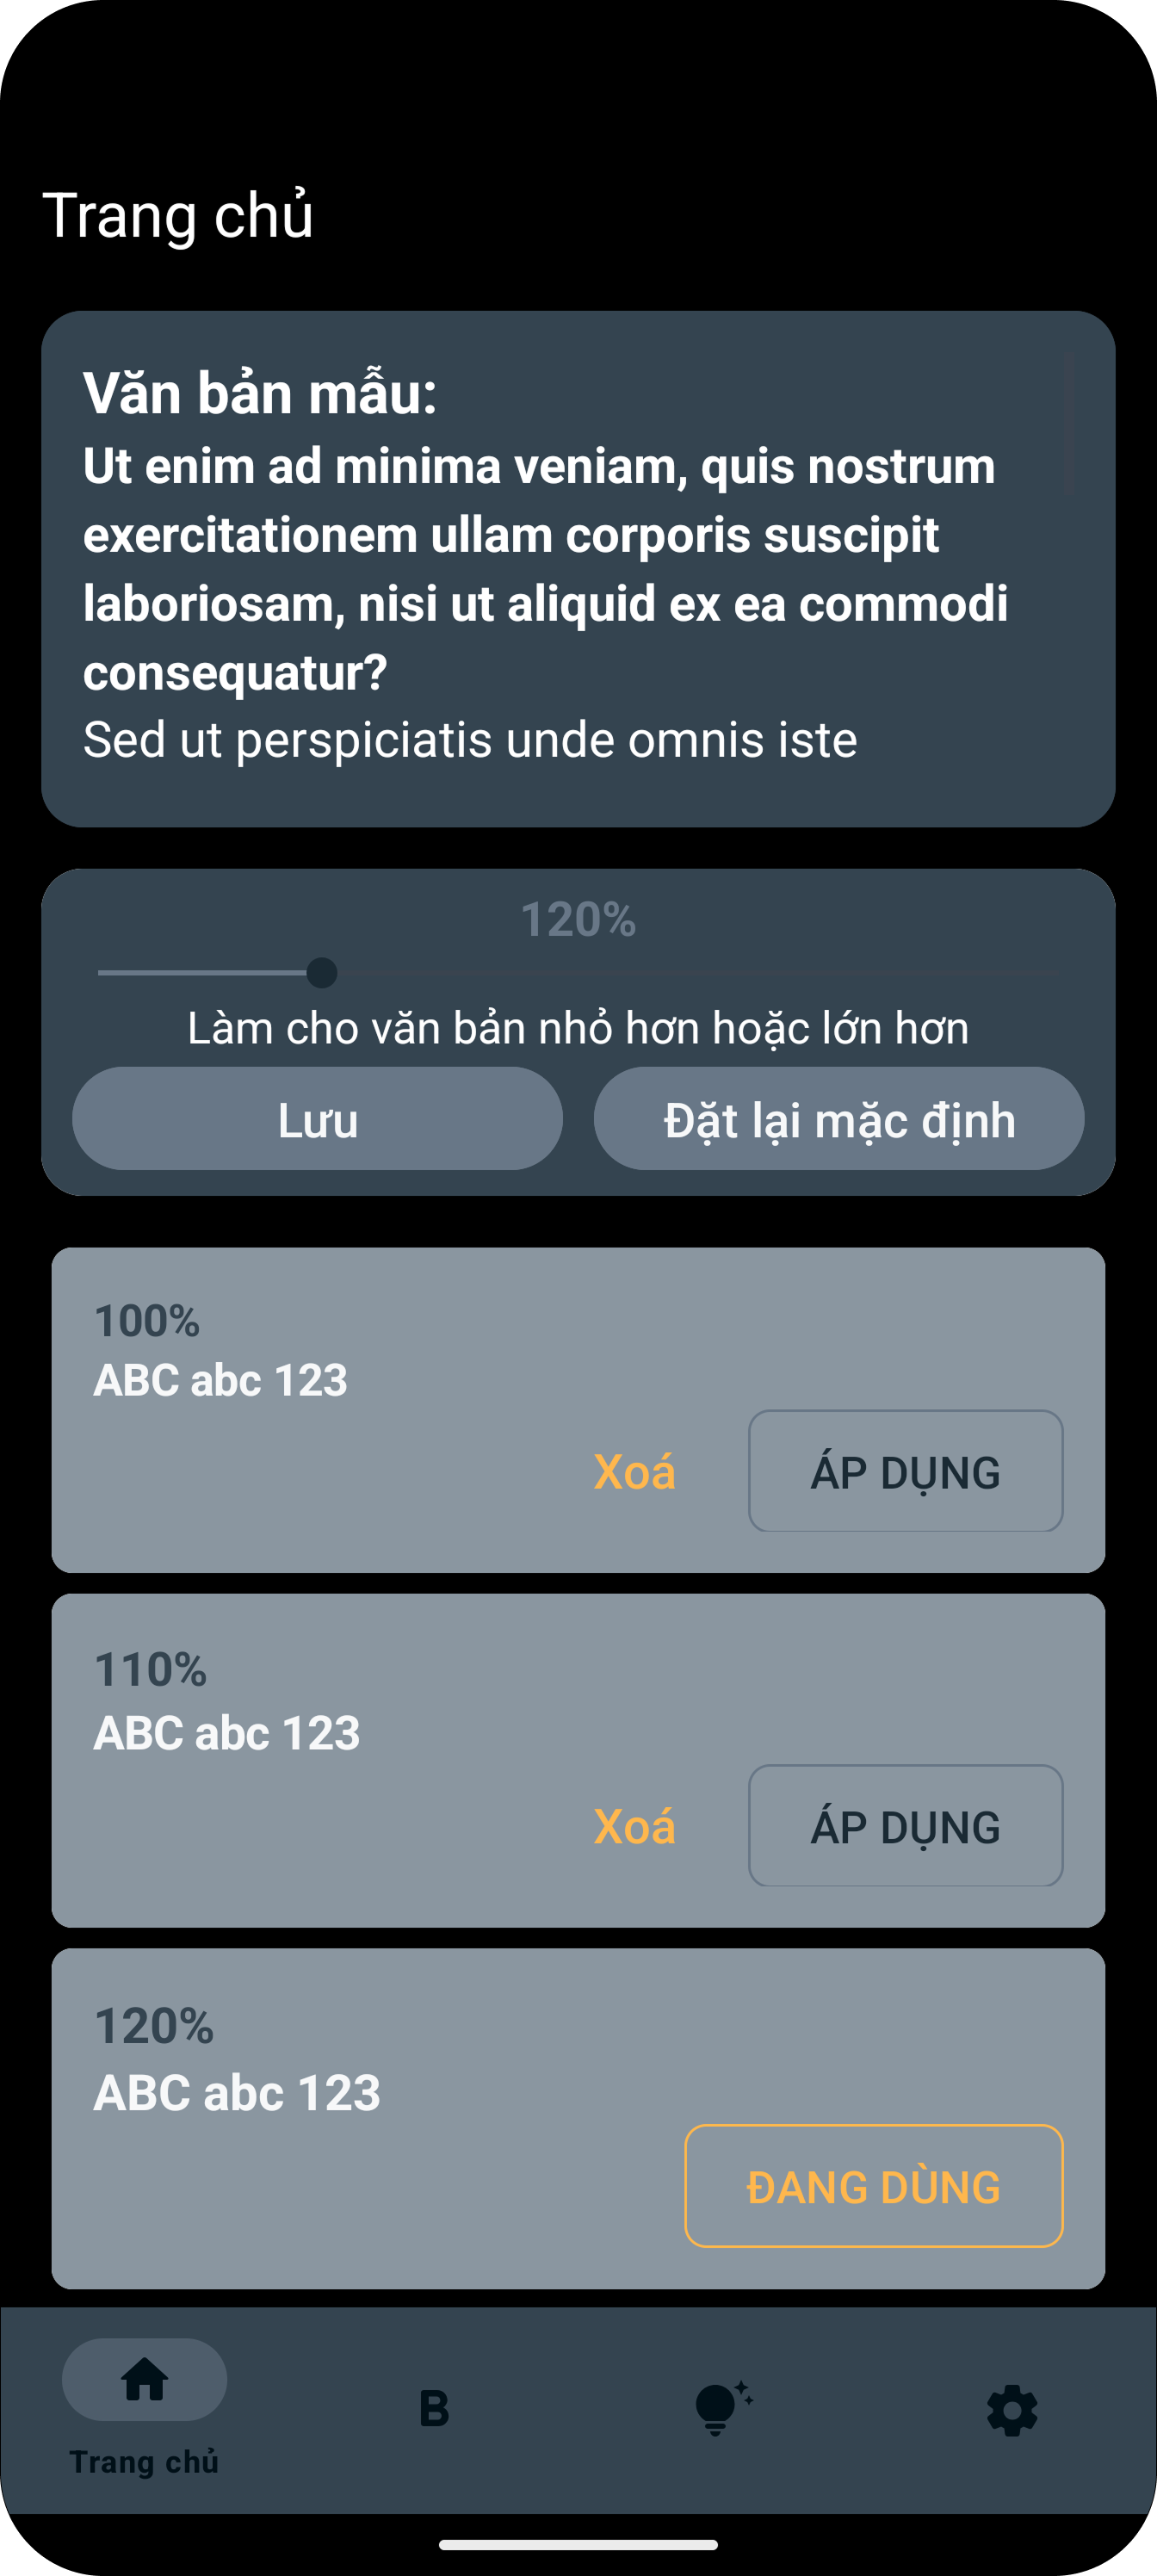 Trang chủ
Văn bản mẫu:
Ut enim ad minima veniam, quis nostrum
exercitationem ullam corporis suscipit
laboriosam, nisi ut aliquid ex ea commodi
consequatur?
Sed ut perspiciatis unde omnis iste
120%
Làm cho văn bản nhỏ hơn hoặc lớn hơn
Lưu
Đặt lại mặc định
100%
ABC abc 123
Xoá
ÁP DỤNG
110%
ABC abc 123
Xoá
ÁP DỤNG
120%
ABC abc 123
ĐANG DÙNG
B
Trang chủ